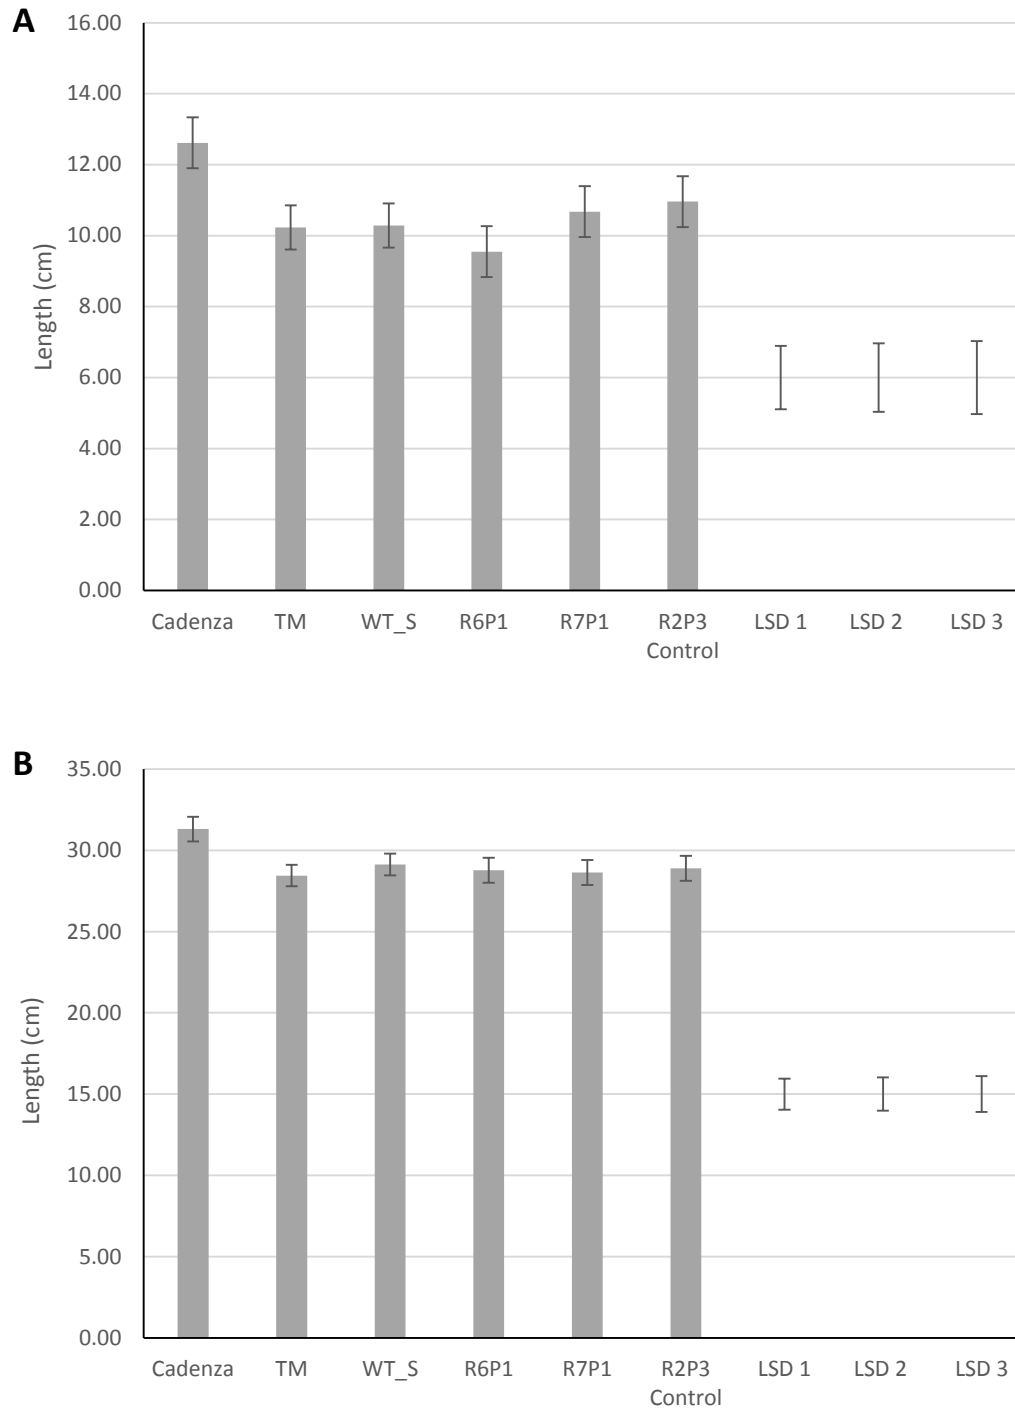 A
16.00
14.00
12.00
10.00
8.00
6.00
4.00
2.00
0.00
Length (cm)
Cadenza TM WT_S R6P1 R7P1 R2P3 LSD 1 LSD 2 LSD 3
Control
B
35.00
30.00
25.00
20.00
15.00
10.00
5.00
0.00
Length (cm)
Cadenza TM WT_S R6P1 R7P1 R2P3 LSD 1 LSD 2 LSD 3
Control